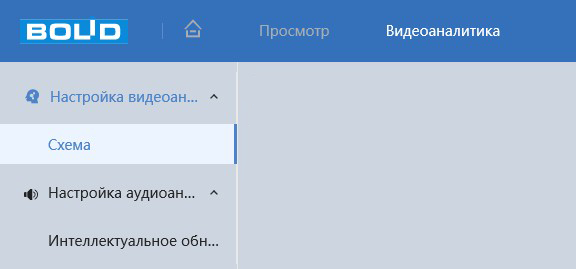 BOLID
Просмотр
Видеоаналитика
Настройка видеоан...
Схема
Настройка аудиоан...
Интеллектуальное обн...